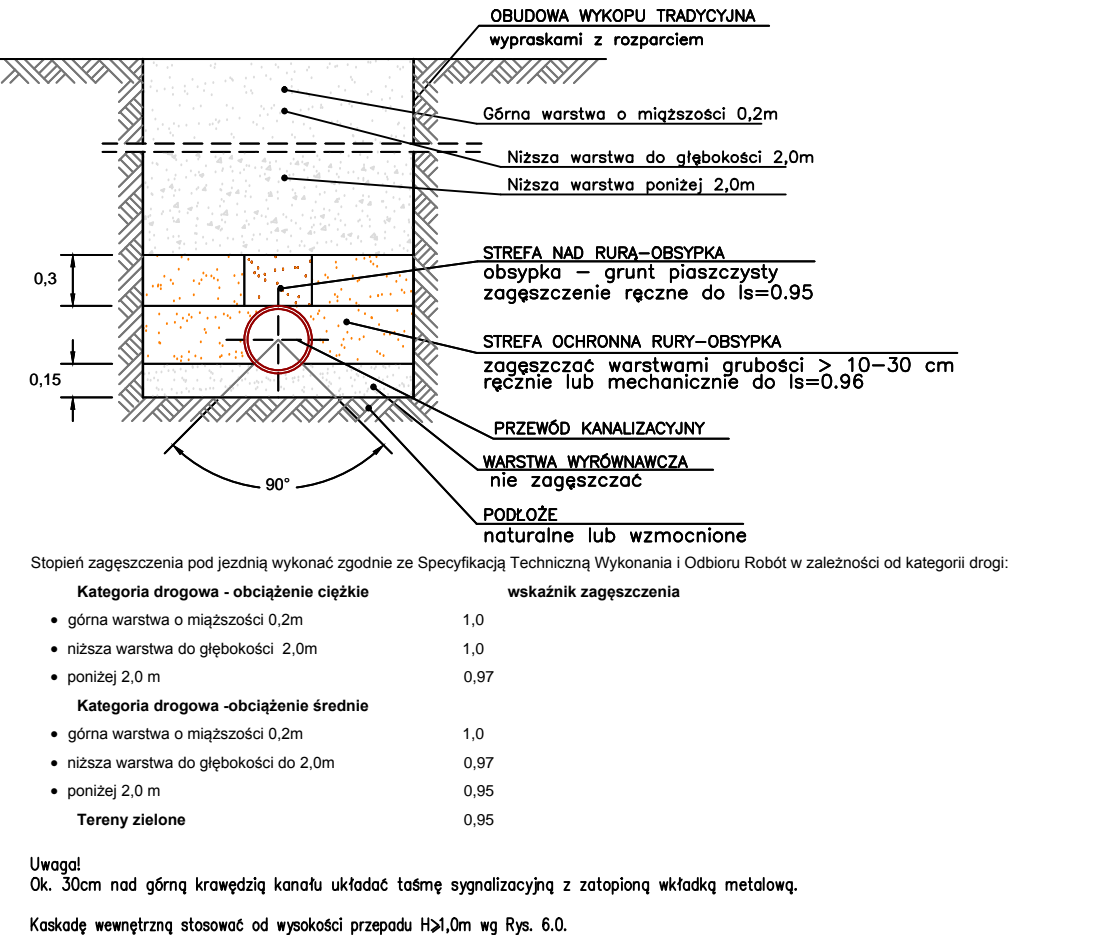 OBUDOWA WYKOPU TRADYCYJNA
wypraskami z rozparciem
Górna warstwa o miąższości 0,2m
Niższa warstwa do głębokości 2,0m
Niższa warstwa poniżej 2,0m
STREFA NAD RURĄ-OBSYPKA
obsypka - grunt piaszczysty
zagęszczenie ręczne do Is=0.95
0,3
STREFA OCHRONNA RURY-OBSYPKA
zagęszczać warstwami grubości > 10-30 cm
ręcznie lub mechanicznie do Is=0.96
0,15
PRZEWÓD KANALIZACYJNY
WARSTWA WYRÓWNAWCZA
nie zagęszczać
90°
PODŁOŻE
naturalne lub wzmocnione
Stopień zagęszczenia pod jezdnią wykonać zgodnie ze Specyfikacją Techniczną Wykonania i Odbioru Robót w zależności od kategorii drogi:
Kategoria drogowa - obciążenie ciężkie wskaźnik zagęszczenia
• górna warstwa o miąższości 0,2m 1,0
• niższa warstwa do głębokości 2,0m 1,0
• poniżej 2,0 m 0,97
Kategoria drogowa -obciążenie średnie
• górna warstwa o miąższości 0,2m 1,0
• niższa warstwa do głębokości do 2,0m 0,97
• poniżej 2,0 m 0,95
Tereny zielone 0,95
Uwaga!
Ok. 30cm nad górną krawędzią kanału układać taśmę sygnalizacyjną z zatopioną wkładką metalową.
Kaskadę wewnętrzną stosować od wysokości przepadu H≥1,0m wg Rys. 6.0.